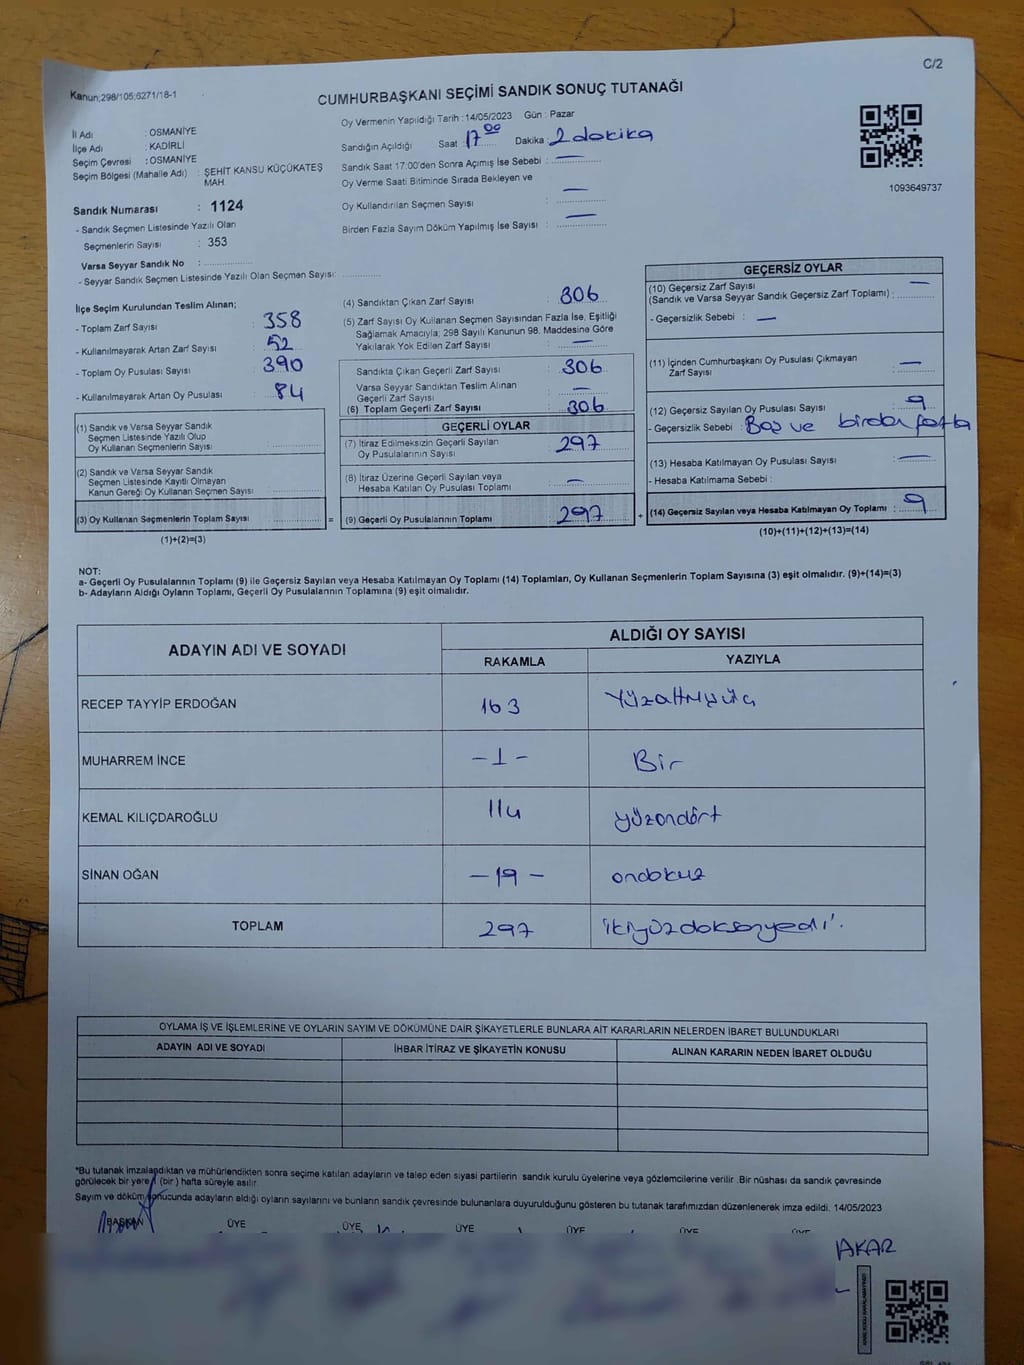 C/2
Kanun;298/105;6271/18-1
CUMHURBAŞKANI SEÇİMİ SANDIK SONUÇ TUTANAĞI
İl Adı : OSMANİYE
İlçe Adı : KADİRLİ
Seçim Çevresi : OSMANİYE
Seçim Bölgesi (Mahalle Adı) : ŞEHİT KANSU KÜÇÜKATEŞ
MAH.
Sandık Numarası : 1124
- Sandık Seçmen Listesinde Yazılı Olan
Seçmenlerin Sayısı : 353
Varsa Seyyar Sandık No :
- Seyyar Sandık Seçmen Listesinde Yazılı Olan Seçmen Sayısı:
Oy Vermenin Yapıldığı Tarih : 14/05/2023 Gün : Pazar
Sandığın Açıldığı Saat : 17 00 Dakika : 2 dakika
Sandık Saat 17:00'den Sonra Açımış İse Sebebi : —
Oy Verme Saati Bitiminde Sırada Bekleyen ve
Oy Kullandırılan Seçmen Sayısı : —
Birden Fazla Sayım Döküm Yapılmış İse Sayısı : —
1093649737
İlçe Seçim Kurulundan Teslim Alınan;
- Toplam Zarf Sayısı : 358
- Kullanılmayarak Artan Zarf Sayısı : 52
- Toplam Oy Pusulası Sayısı : 390
- Kullanılmayarak Artan Oy Pusulası : 84
(1) Sandık ve Varsa Seyyar Sandık
Seçmen Listesinde Yazılı Olup
Oy Kullanan Seçmenlerin Sayısı :
(2) Sandık ve Varsa Seyyar Sandık
Seçmen Listesinde Kayıtlı Olmayan
Kanun Gereği Oy Kullanan Seçmen Sayısı :
(3) Oy Kullanan Seçmenlerin Toplam Sayısı :
(1)+(2)=(3)
(4) Sandıktan Çıkan Zarf Sayısı : 306
(5) Zarf Sayısı Oy Kullanan Seçmen Sayısından Fazla İse, Eşitliği
Sağlamak Amacıyla; 298 Sayılı Kanunun 98. Maddesine Göre
Yakılarak Yok Edilen Zarf Sayısı : —
Sandıkta Çıkan Geçerli Zarf Sayısı : 306
Varsa Seyyar Sandıktan Teslim Alınan
Geçerli Zarf Sayısı : —
(6) Toplam Geçerli Zarf Sayısı : 306
GEÇERLİ OYLAR
(7) İtiraz Edilmeksizin Geçerli Sayılan
Oy Pusulalarının Sayısı : 297
(8) İtiraz Üzerine Geçerli Sayılan veya
Hesaba Katılan Oy Pusulası Toplamı : —
= (9) Geçerli Oy Pusulalarının Toplamı : 297 +
GEÇERSİZ OYLAR
(10) Geçersiz Zarf Sayısı
(Sandık ve Varsa Seyyar Sandık Geçersiz Zarf Toplamı) : —
- Geçersizlik Sebebi : —
(11) İçinden Cumhurbaşkanı Oy Pusulası Çıkmayan
Zarf Sayısı : —
(12) Geçersiz Sayılan Oy Pusulası Sayısı : 9
- Geçersizlik Sebebi : Boş ve birden fazla
(13) Hesaba Katılmayan Oy Pusulası Sayısı : —
- Hesaba Katılmama Sebebi :
(14) Geçersiz Sayılan veya Hesaba Katılmayan Oy Toplamı : 9
(10)+(11)+(12)+(13)=(14)
NOT:
a- Geçerli Oy Pusulalarının Toplamı (9) ile Geçersiz Sayılan veya Hesaba Katılmayan Oy Toplamı (14) Toplamları, Oy Kullanan Seçmenlerin Toplam Sayısına (3) eşit olmalıdır. (9)+(14)=(3)
b- Adayların Aldığı Oyların Toplamı, Geçerli Oy Pusulalarının Toplamına (9) eşit olmalıdır.
ADAYIN ADI VE SOYADI ALDIĞI OY SAYISI
RAKAMLA YAZIYLA
RECEP TAYYİP ERDOĞAN 163 Yüzaltmışüç
MUHARREM İNCE -1- Bir
KEMAL KILIÇDAROĞLU 114 yüzondört
SİNAN OĞAN -19- ondokuz
TOPLAM 297 ikiyüzdoksanyedi
OYLAMA İŞ VE İŞLEMLERİNE VE OYLARIN SAYIM VE DÖKÜMÜNE DAİR ŞİKAYETLERLE BUNLARA AİT KARARLARIN NELERDEN İBARET BULUNDUKLARI
ADAYIN ADI VE SOYADI İHBAR İTİRAZ VE ŞİKAYETİN KONUSU ALINAN KARARIN NEDEN İBARET OLDUĞU
*Bu tutanak imzalandıktan ve mühürlendikten sonra seçime katılan adayların ve talep eden siyasi partilerin sandık kurulu üyelerine veya gözlemcilerine verilir. Bir nüshası da sandık çevresinde
görülecek bir yere 1 (bir) hafta süreyle asılır.
Sayım ve döküm sonucunda adayların aldığı oyların sayılarını ve bunların sandık çevresinde bulunanlara duyurulduğunu gösteren bu tutanak tarafımızdan düzenlenerek imza edildi. 14/05/2023
BAŞKAN ÜYE ÜYE ÜYE ÜYE ÜYE ÜYE
AKAR